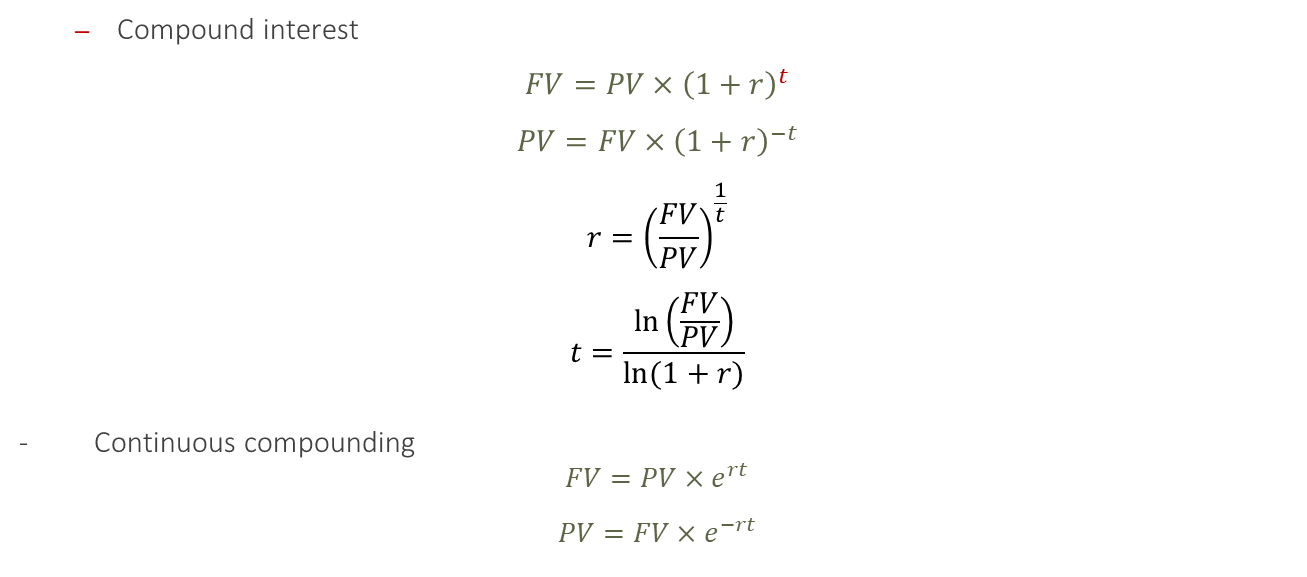 – Compound interest
FV = PV × (1 + r)^t
PV = FV × (1 + r)^−t
r = (FV/PV)^(1/t)
t = ln(FV/PV) / ln(1 + r)
- Continuous compounding
FV = PV × e^rt
PV = FV × e^−rt